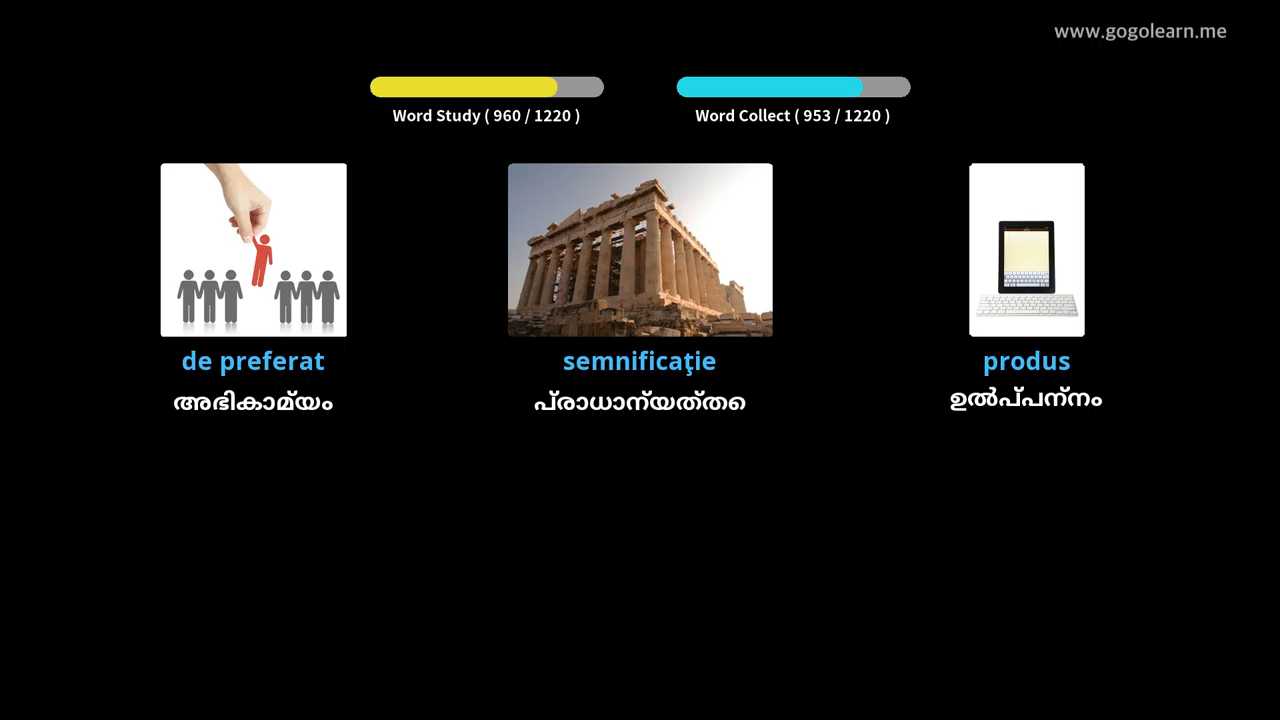 www.gogolearn.me
Word Study ( 960 / 1220 )
Word Collect ( 953 / 1220 )
de preferat
semnificaţie
produs
അഭികാമ്യം
പ്രാധാന്യത്തെ
ഉൽപ്പന്നം